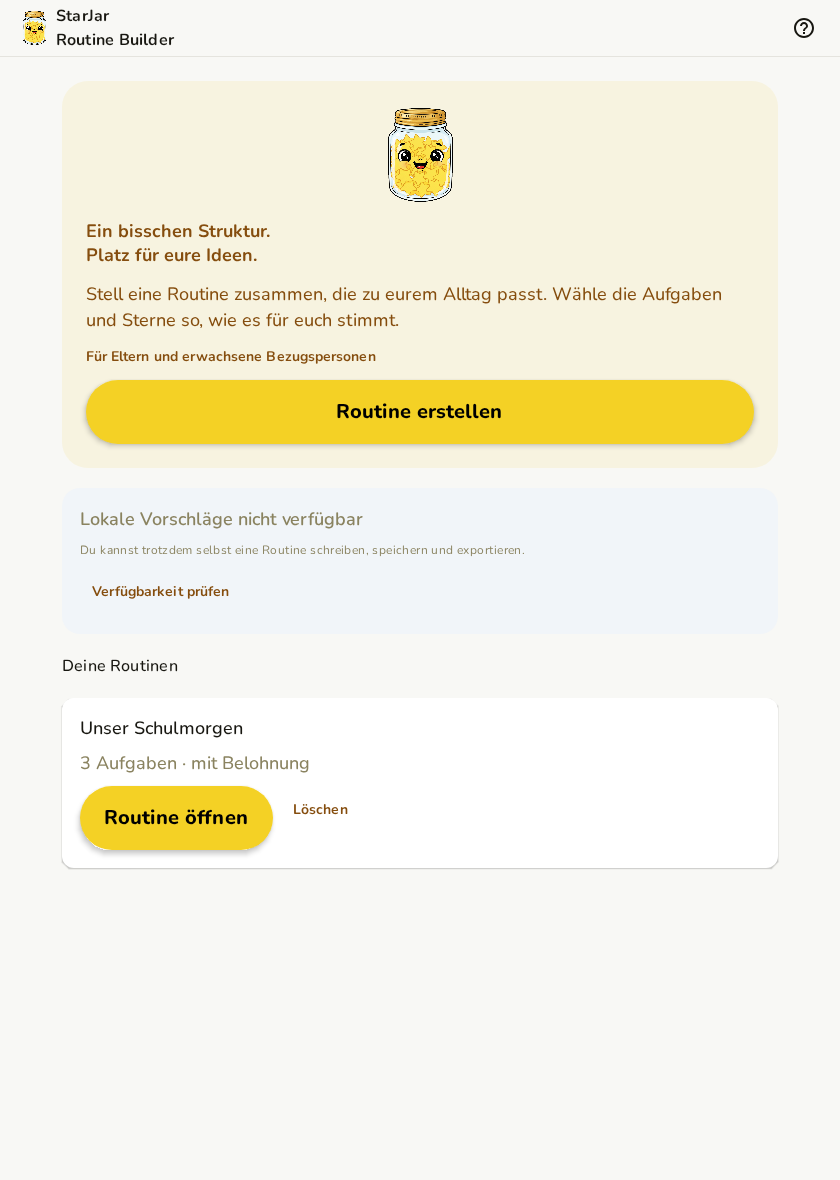 StarJar
Routine Builder
Ein bisschen Struktur.
Platz für eure Ideen.
Stell eine Routine zusammen, die zu eurem Alltag passt. Wähle die Aufgaben
und Sterne so, wie es für euch stimmt.
Für Eltern und erwachsene Bezugspersonen
Routine erstellen
Lokale Vorschläge nicht verfügbar
Du kannst trotzdem selbst eine Routine schreiben, speichern und exportieren.
Verfügbarkeit prüfen
Deine Routinen
Unser Schulmorgen
3 Aufgaben · mit Belohnung
Routine öffnen
Löschen